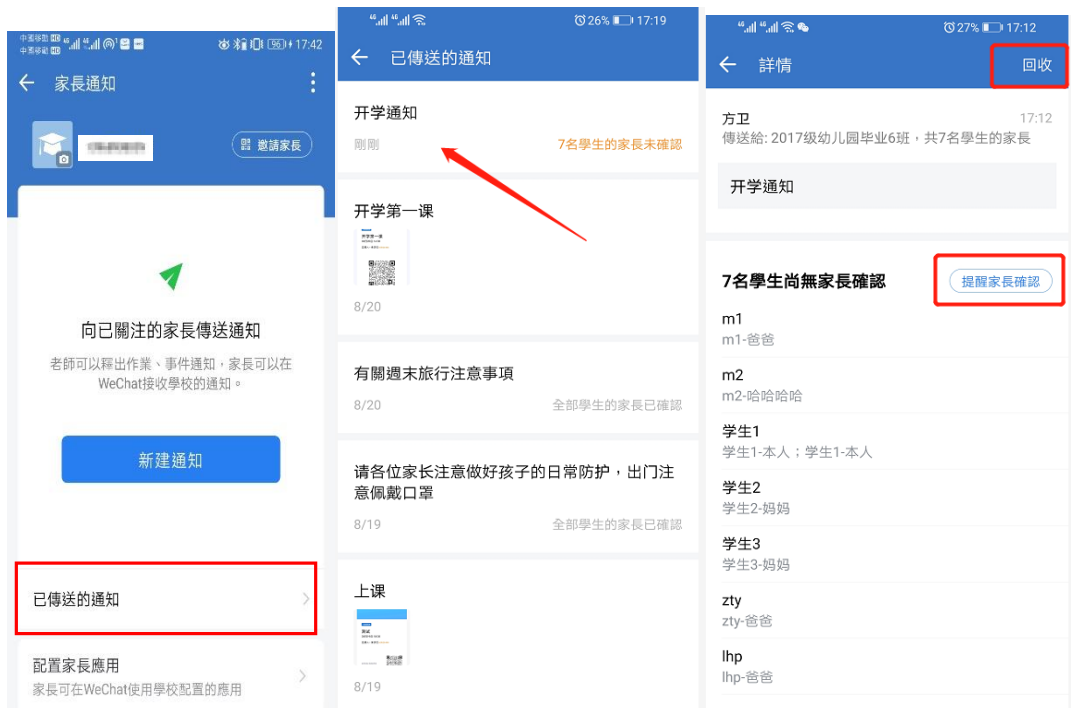 中國移動 HD 46 46 96 17:42
中國移動 HD
家長通知
邀請家長
向已關注的家長傳送通知
老師可以釋出作業、事件通知，家長可以在
WeChat接收學校的通知。
新建通知
已傳送的通知
配置家長應用
家長可在WeChat使用學校配置的應用
46 46 26% 17:19
已傳送的通知
开学通知
剛剛 7名學生的家長未確認
开学第一课
8/20
有關週末旅行注意事項
8/20 全部學生的家長已確認
请各位家长注意做好孩子的日常防护，出门注
意佩戴口罩
8/19 全部學生的家長已確認
上课
8/19
46 46 27% 17:12
詳情 回收
方卫 17:12
傳送給: 2017级幼儿园毕业6班，共7名學生的家長
开学通知
7名學生尚無家長確認 提醒家長確認
m1
m1-爸爸
m2
m2-哈哈哈哈
学生1
学生1-本人；学生1-本人
学生2
学生2-妈妈
学生3
学生3-妈妈
zty
zty-爸爸
lhp
lhp-爸爸